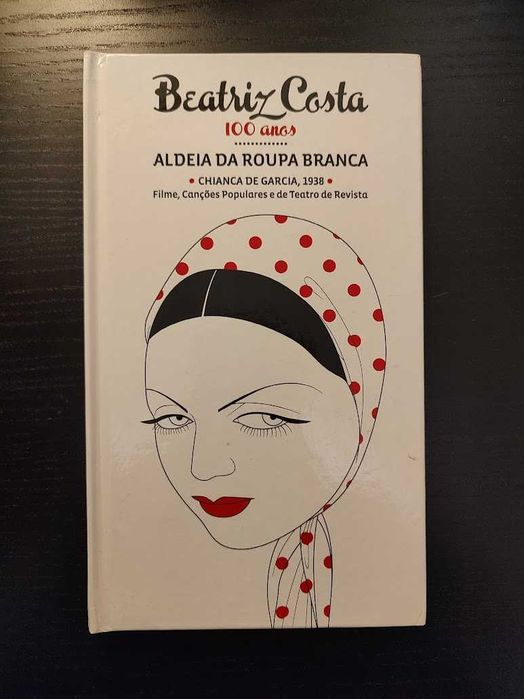 Beatriz Costa
100 anos
ALDEIA DA ROUPA BRANCA
• CHIANCA DE GARCIA, 1938 •
Filme, Canções Populares e de Teatro de Revista